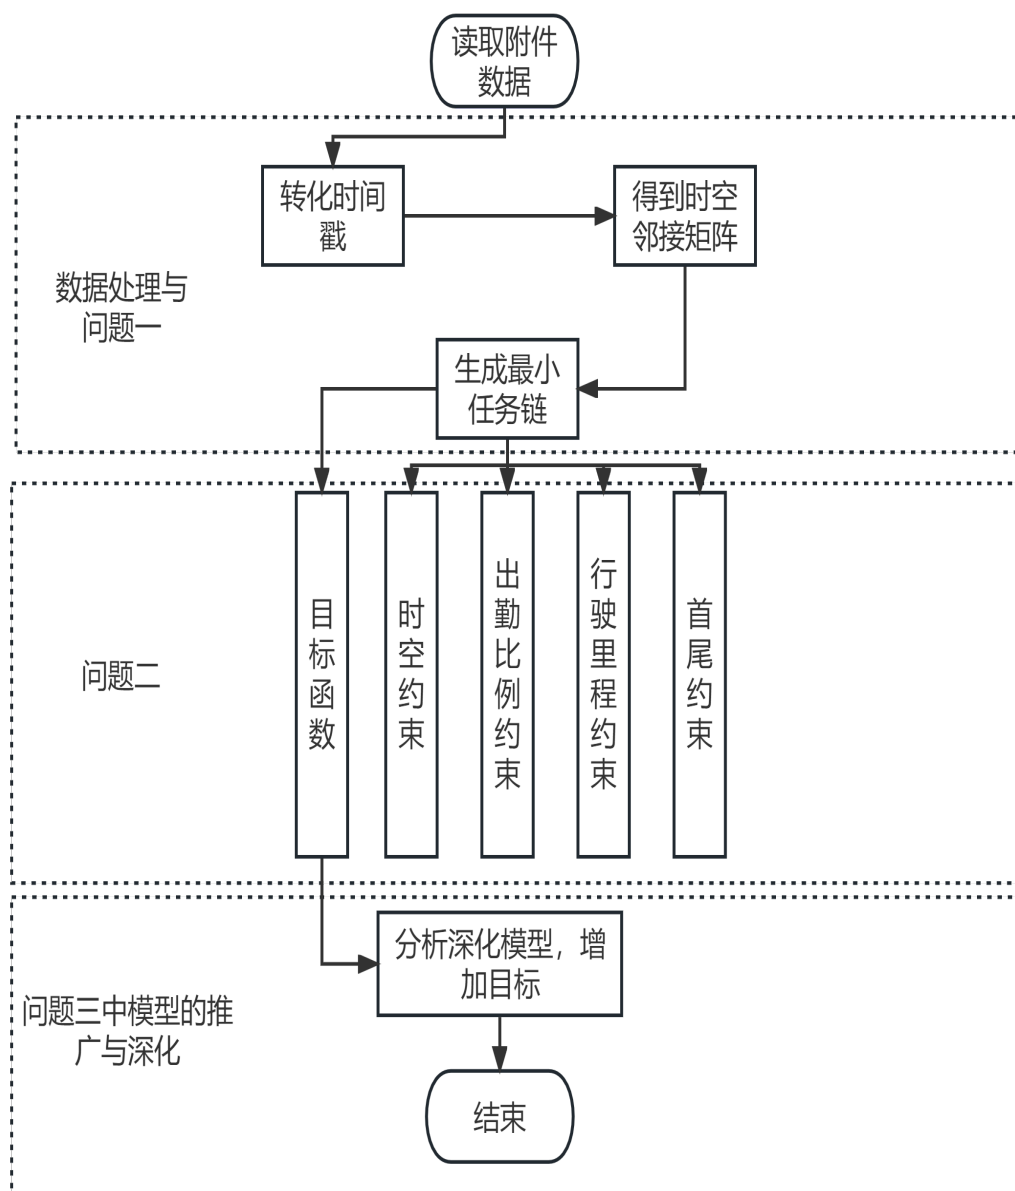 读取附件
数据
转化时间
戳
得到时空
邻接矩阵
数据处理与
问题一
生成最小
任务链
问题二
目标函数
时空约束
出勤比例约束
行驶里程约束
首尾约束
分析深化模型，增
加目标
问题三中模型的推
广与深化
结束